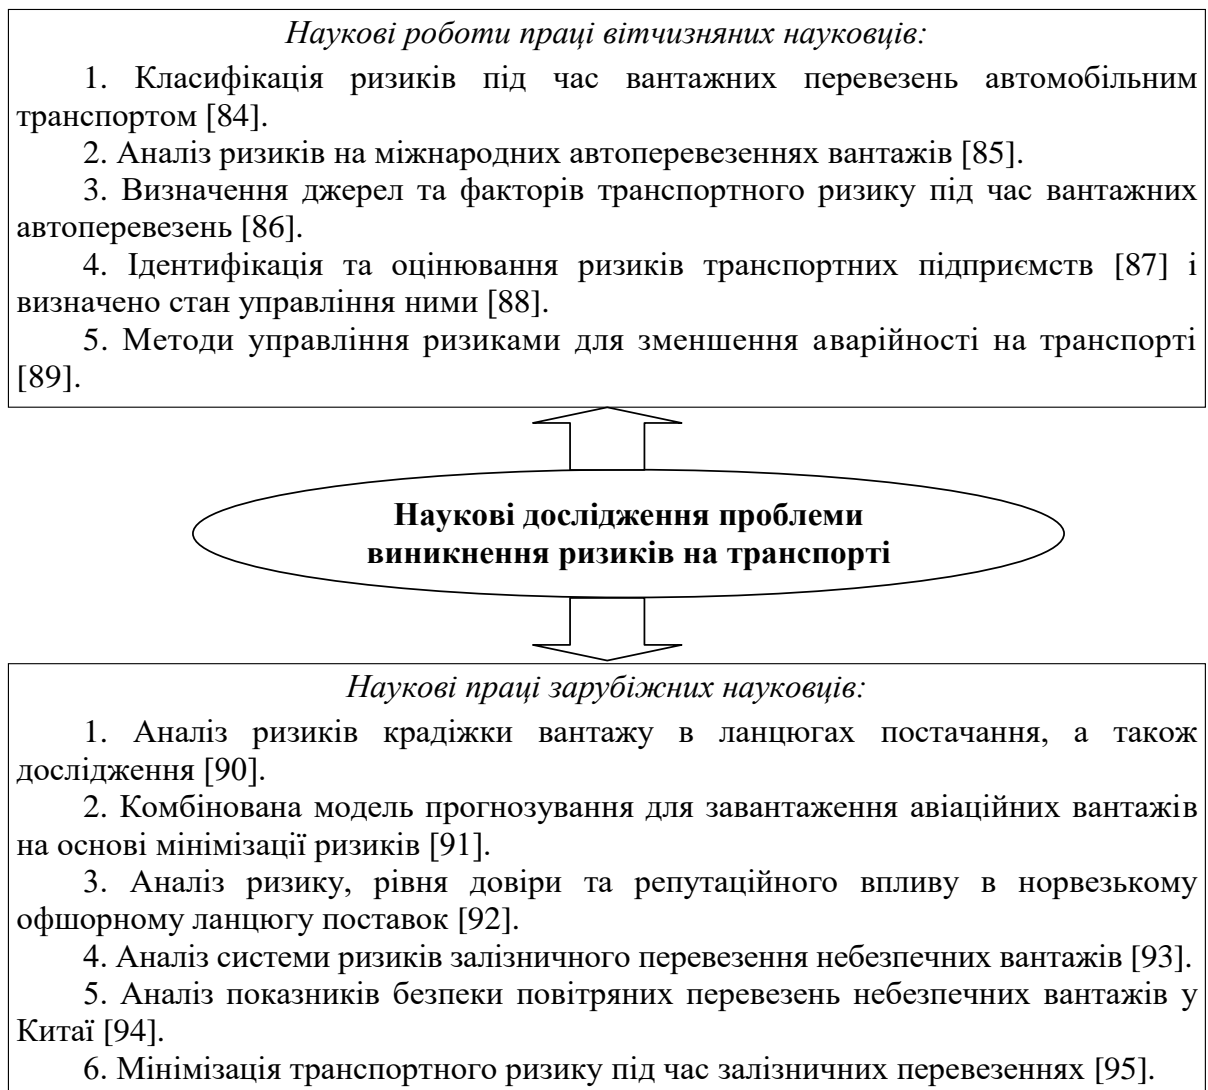 Наукові роботи праці вітчизняних науковців:
1. Класифікація ризиків під час вантажних перевезень автомобільним
транспортом [84].
2. Аналіз ризиків на міжнародних автоперевезеннях вантажів [85].
3. Визначення джерел та факторів транспортного ризику під час вантажних
автоперевезень [86].
4. Ідентифікація та оцінювання ризиків транспортних підприємств [87] і
визначено стан управління ними [88].
5. Методи управління ризиками для зменшення аварійності на транспорті
[89].
Наукові дослідження проблеми
виникнення ризиків на транспорті
Наукові праці зарубіжних науковців:
1. Аналіз ризиків крадіжки вантажу в ланцюгах постачання, а також
дослідження [90].
2. Комбінована модель прогнозування для завантаження авіаційних вантажів
на основі мінімізації ризиків [91].
3. Аналіз ризику, рівня довіри та репутаційного впливу в норвезькому
офшорному ланцюгу поставок [92].
4. Аналіз системи ризиків залізничного перевезення небезпечних вантажів [93].
5. Аналіз показників безпеки повітряних перевезень небезпечних вантажів у
Китаї [94].
6. Мінімізація транспортного ризику під час залізничних перевезеннях [95].